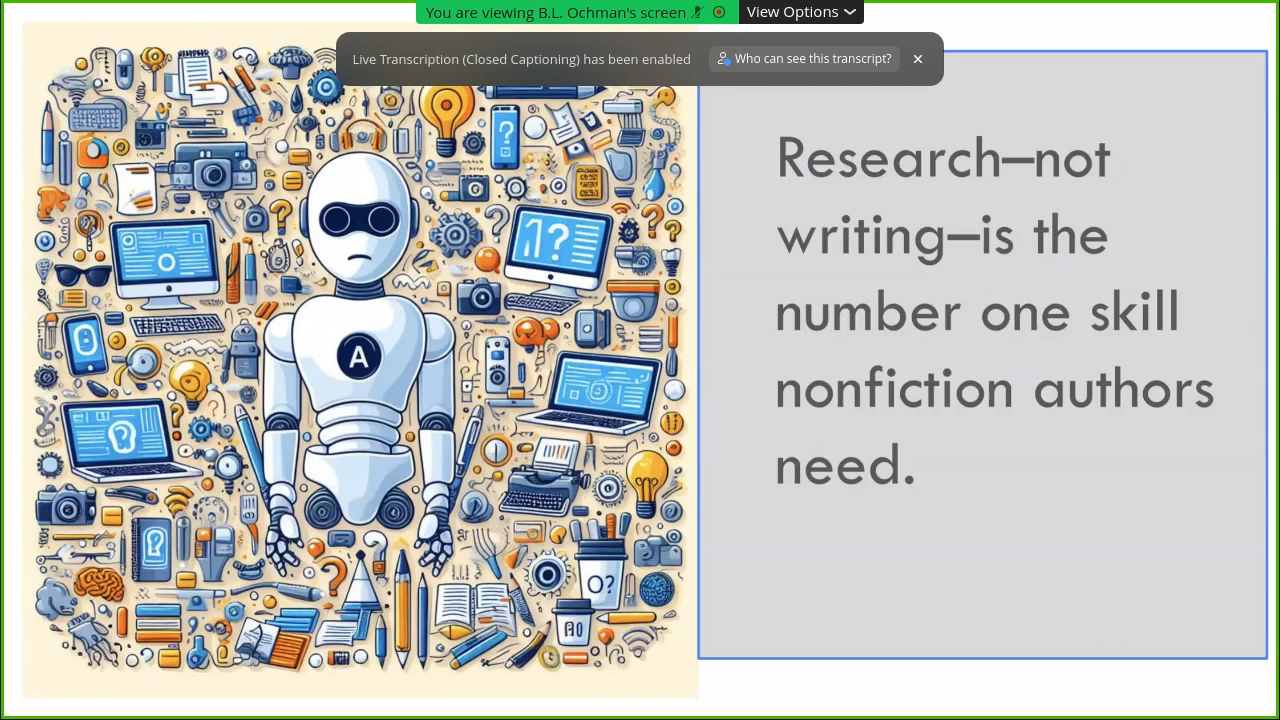 You are viewing B.L. Ochman's screen
View Options
Live Transcription (Closed Captioning) has been enabled
Who can see this transcript?
Research—not
writing—is the
number one skill
nonfiction authors
need.
A
?
1?
O?